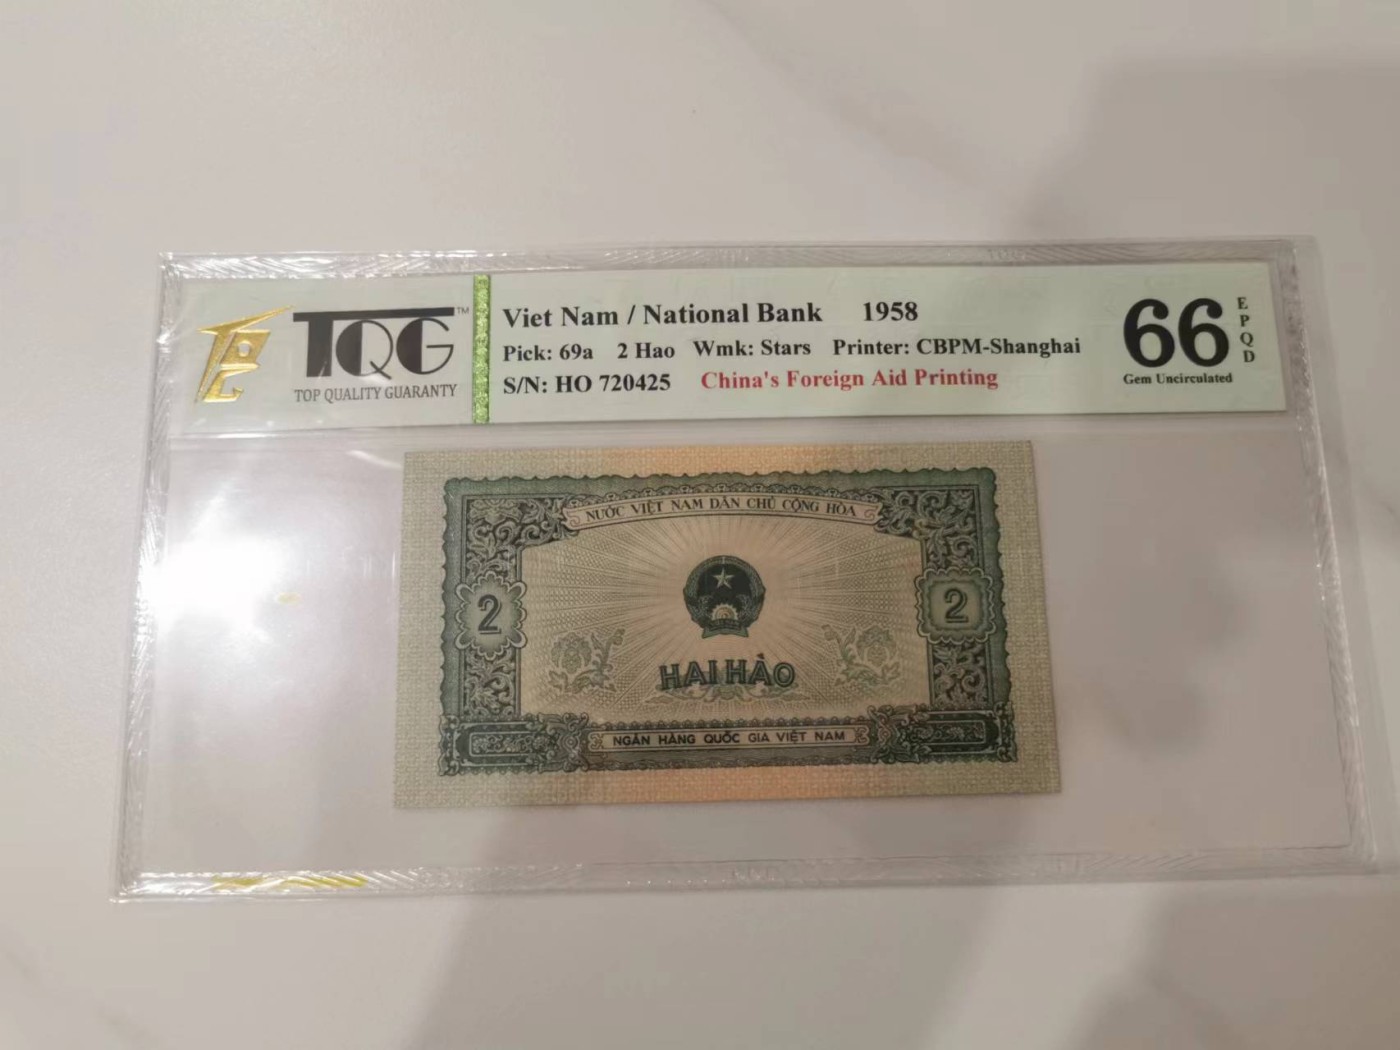 TQG™
TOP QUALITY GUARANTY
Viet Nam / National Bank 1958
Pick: 69a 2 Hao Wmk: Stars Printer: CBPM-Shanghai
S/N: HO 720425 China's Foreign Aid Printing
66
EPQD
Gem Uncirculated
NƯỚC VIỆT NAM DÂN CHỦ CỘNG HÒA
2 2
HAI HÀO
NGÂN HÀNG QUỐC GIA VIỆT NAM